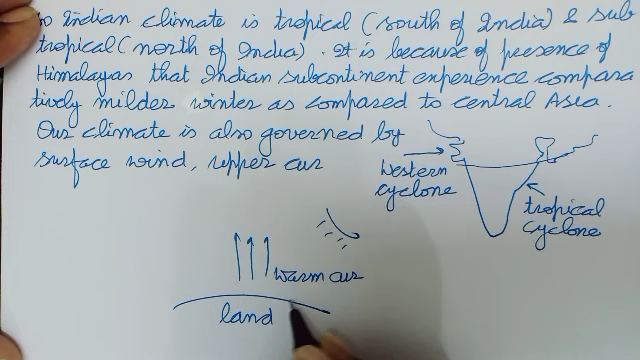 Indian climate is tropical (south of India) & sub
tropical (north of India). It is because of presence of
Himalayas that Indian subcontinent experience compara
tively milder winter as compared to central Asia.
Our climate is also governed by
surface wind, upper air
western
cyclone
tropical
cyclone
warm air
land